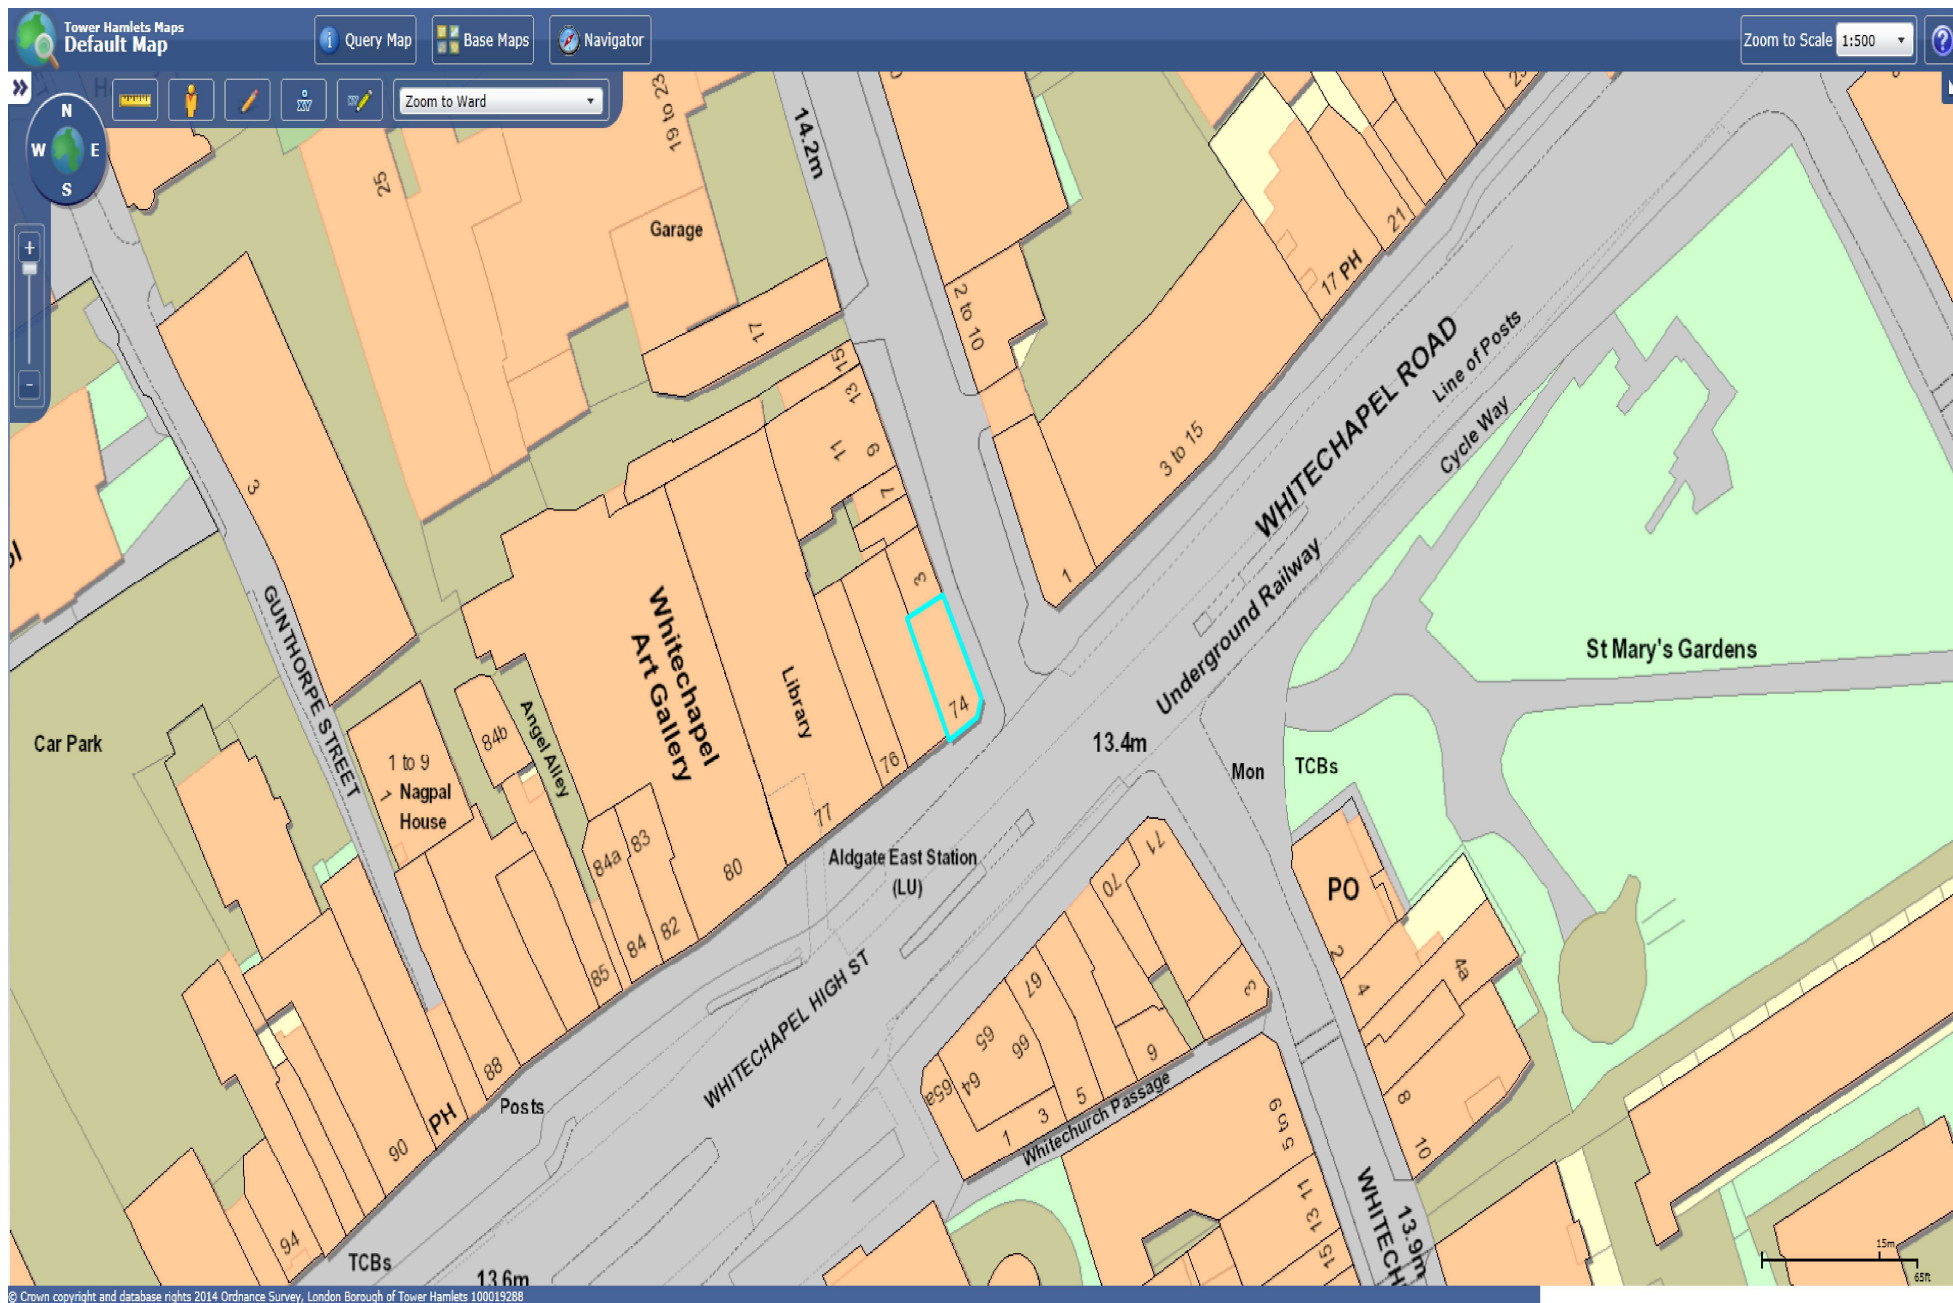 Tower Hamlets Maps
Default Map
Query Map
Base Maps
Navigator
Zoom to Scale
1:500
?
»
XY
Zoom to Ward
N
W
E
S
+
-
19 to 23
14.2m
25
23
Garage
21
17 PH
2 to 10
17
15
13
WHITECHAPEL ROAD
Line of Posts
Cycle Way
11
9
3 to 15
3
7
1
3
Underground Railway
GUNTHORPE STREET
Whitechapel
Art Gallery
Library
St Mary's Gardens
74
Car Park
84b
Angel Alley
13.4m
Mon
TCBs
1 to 9
7
Nagpal
House
76
77
83
84a
80
Aldgate East Station
(LU)
71
70
PO
2
4
4a
82
84
85
67
3
WHITECHAPEL HIGH ST
65
66
64
65a
6
5
3
1
Whitechurch Passage
88
Posts
PH
90
8
10
5 to 9
94
TCBs
13.6m
11
13
15
WHITECH
13.9m
15m
65ft
© Crown copyright and database rights 2014 Ordnance Survey, London Borough of Tower Hamlets 100019288